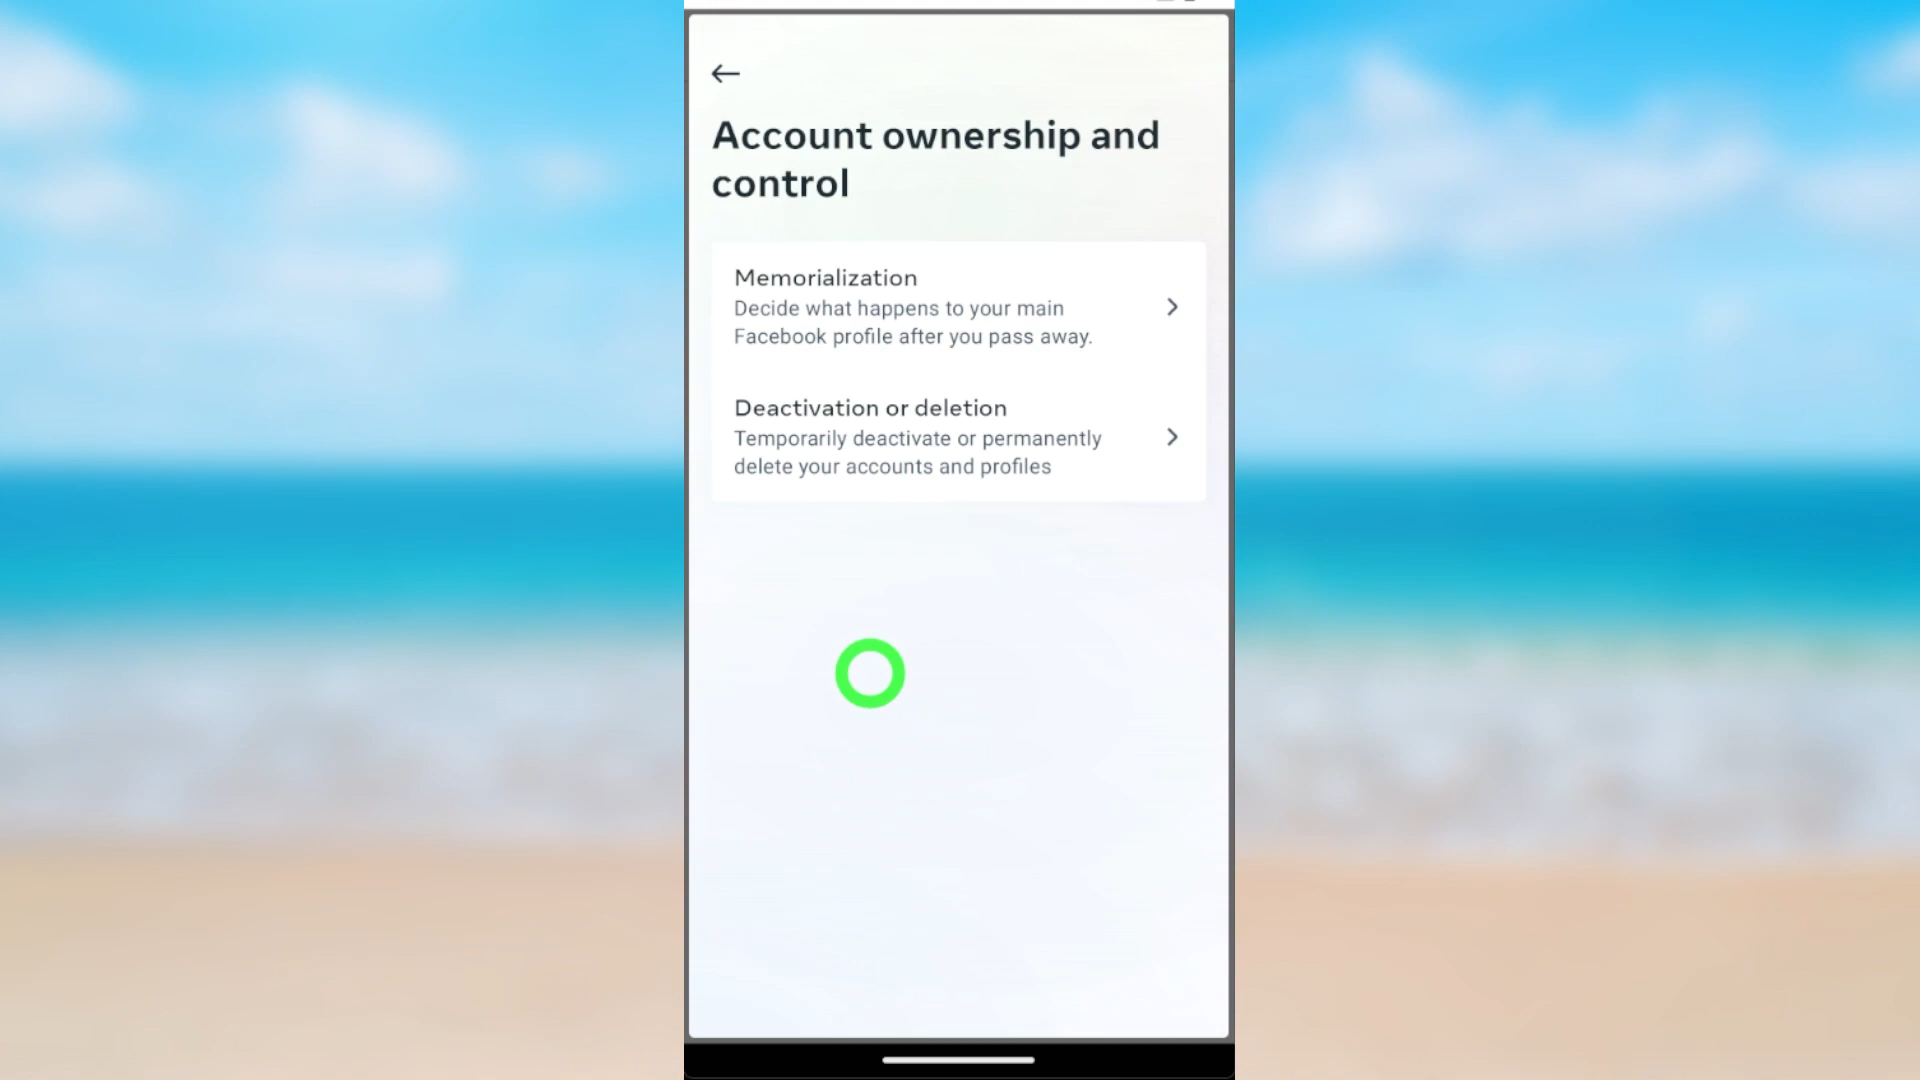 Account ownership and
control
Memorialization
Decide what happens to your main
Facebook profile after you pass away.
Deactivation or deletion
Temporarily deactivate or permanently
delete your accounts and profiles